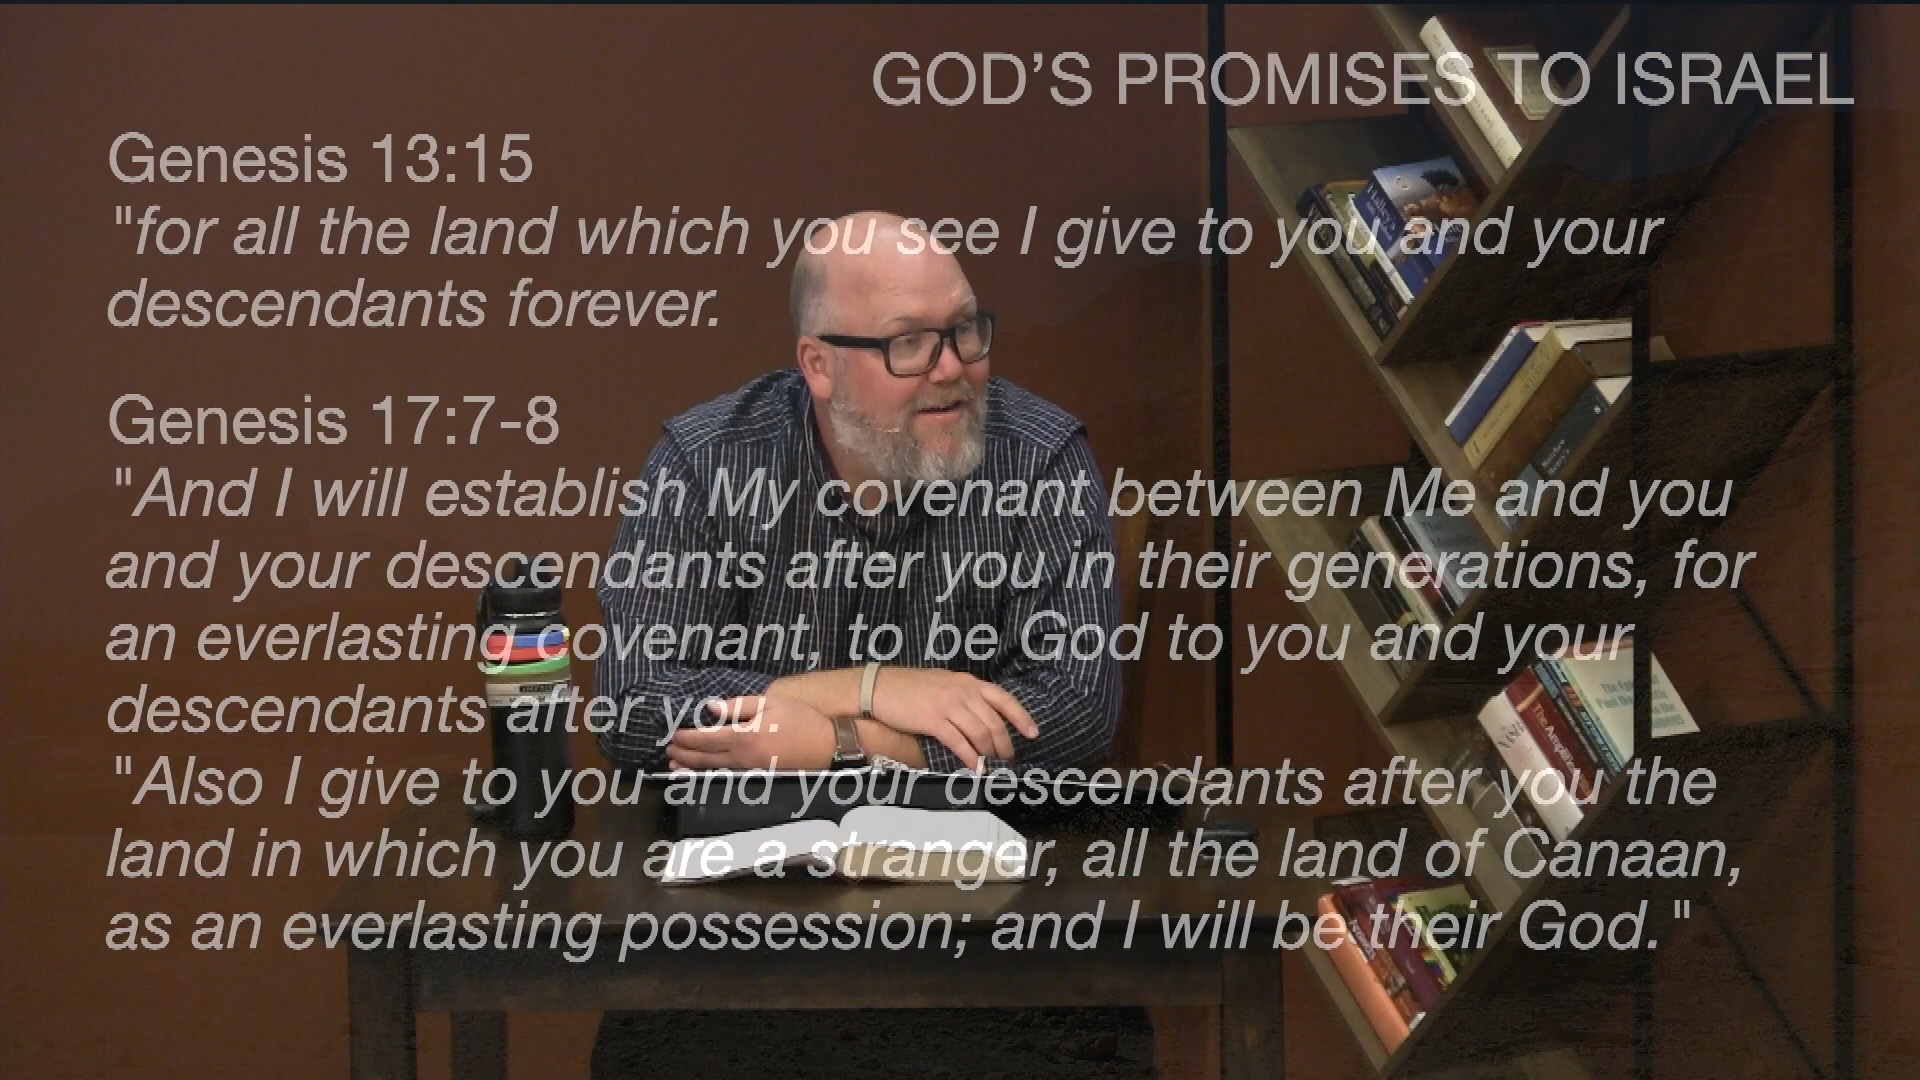 GOD’S PROMISES TO ISRAEL
Genesis 13:15
"for all the land which you see I give to you and your
descendants forever.
Genesis 17:7-8
"And I will establish My covenant between Me and you
and your descendants after you in their generations, for
an everlasting covenant, to be God to you and your
descendants after you.
"Also I give to you and your descendants after you the
land in which you are a stranger, all the land of Canaan,
as an everlasting possession; and I will be their God."
Halley's